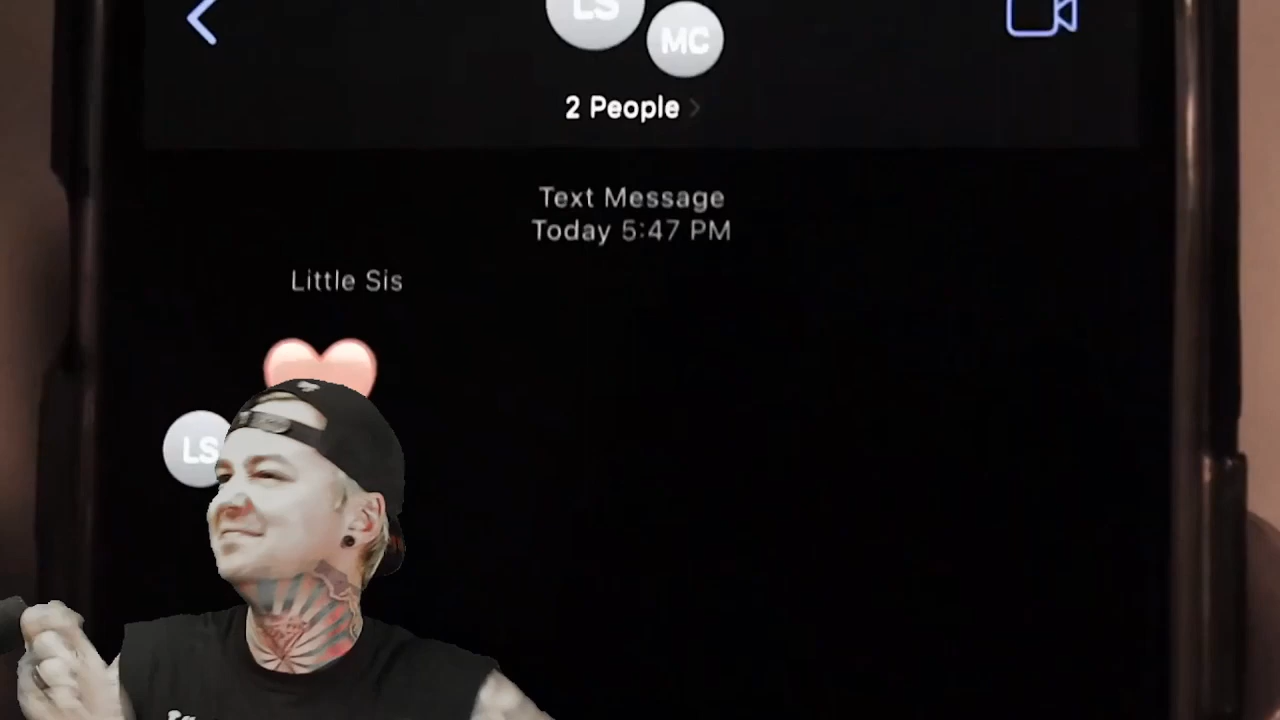 LS
MC
2 People
Text Message
Today 5:47 PM
Little Sis
LS